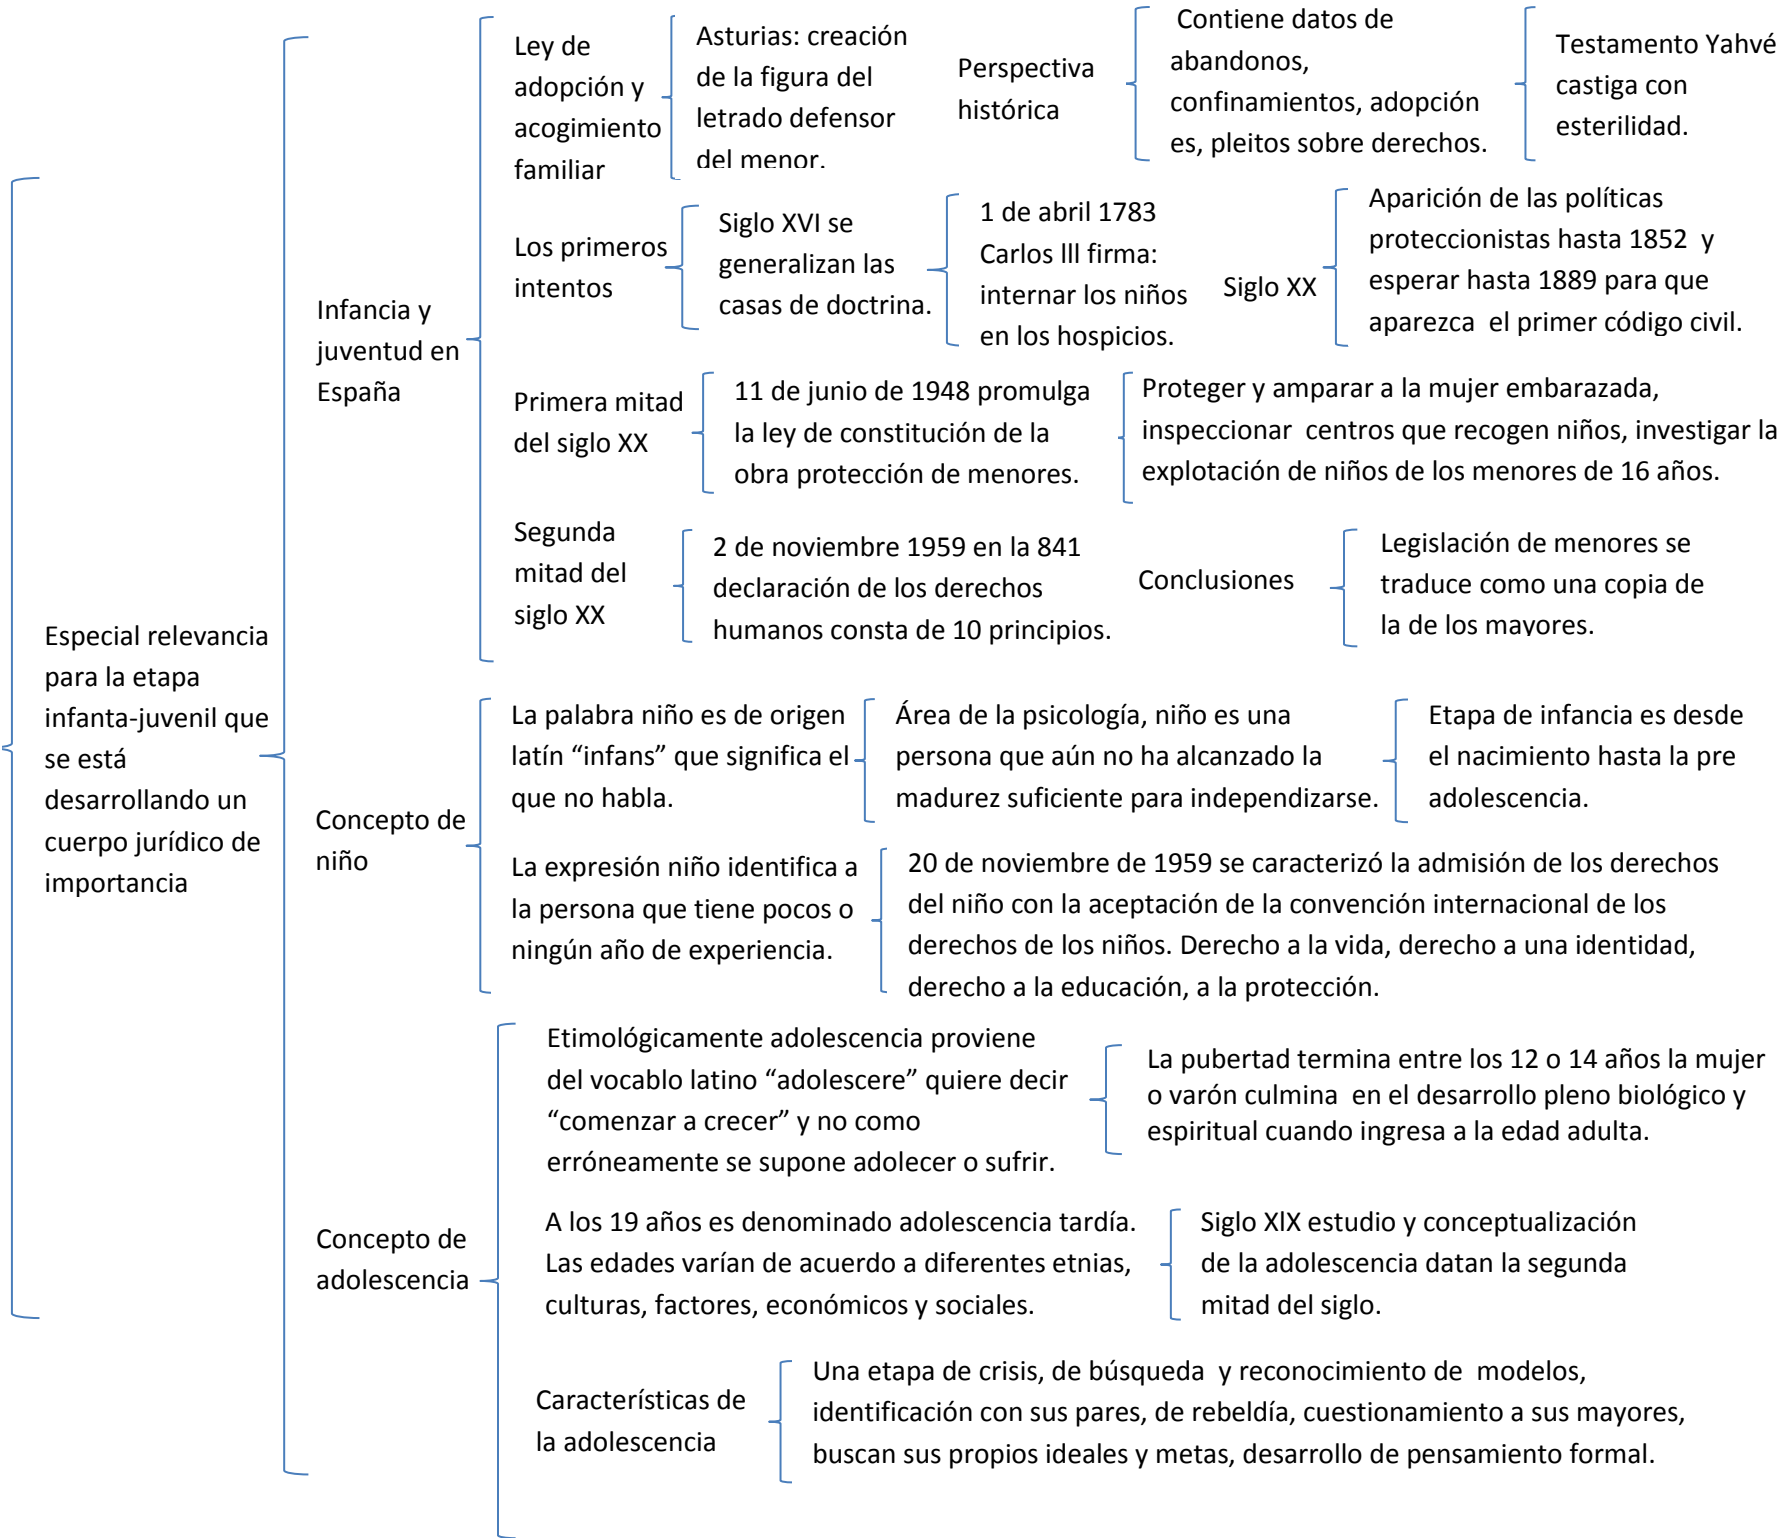 Especial relevancia
para la etapa
infanta-juvenil que
se está
desarrollando un
cuerpo jurídico de
importancia
Infancia y
juventud en
España
Ley de
adopción y
acogimiento
familiar
Asturias: creación
de la figura del
letrado defensor
del menor.
Perspectiva
histórica
Contiene datos de
abandonos,
confinamientos, adopción
es, pleitos sobre derechos.
Testamento Yahvé
castiga con
esterilidad.
Los primeros
intentos
Siglo XVI se
generalizan las
casas de doctrina.
1 de abril 1783
Carlos lll firma:
internar los niños
en los hospicios.
Siglo XX
Aparición de las políticas
proteccionistas hasta 1852 y
esperar hasta 1889 para que
aparezca el primer código civil.
Primera mitad
del siglo XX
11 de junio de 1948 promulga
la ley de constitución de la
obra protección de menores.
Proteger y amparar a la mujer embarazada,
inspeccionar centros que recogen niños, investigar la
explotación de niños de los menores de 16 años.
Segunda
mitad del
siglo XX
2 de noviembre 1959 en la 841
declaración de los derechos
humanos consta de 10 principios.
Conclusiones
Legislación de menores se
traduce como una copia de
la de los mayores.
Concepto de
niño
La palabra niño es de origen
latín “infans” que significa el
que no habla.
Área de la psicología, niño es una
persona que aún no ha alcanzado la
madurez suficiente para independizarse.
Etapa de infancia es desde
el nacimiento hasta la pre
adolescencia.
La expresión niño identifica a
la persona que tiene pocos o
ningún año de experiencia.
20 de noviembre de 1959 se caracterizó la admisión de los derechos
del niño con la aceptación de la convención internacional de los
derechos de los niños. Derecho a la vida, derecho a una identidad,
derecho a la educación, a la protección.
Concepto de
adolescencia
Etimológicamente adolescencia proviene
del vocablo latino “adolescere” quiere decir
“comenzar a crecer” y no como
erróneamente se supone adolecer o sufrir.
La pubertad termina entre los 12 o 14 años la mujer
o varón culmina en el desarrollo pleno biológico y
espiritual cuando ingresa a la edad adulta.
A los 19 años es denominado adolescencia tardía.
Las edades varían de acuerdo a diferentes etnias,
culturas, factores, económicos y sociales.
Siglo XlX estudio y conceptualización
de la adolescencia datan la segunda
mitad del siglo.
Características de
la adolescencia
Una etapa de crisis, de búsqueda y reconocimiento de modelos,
identificación con sus pares, de rebeldía, cuestionamiento a sus mayores,
buscan sus propios ideales y metas, desarrollo de pensamiento formal.